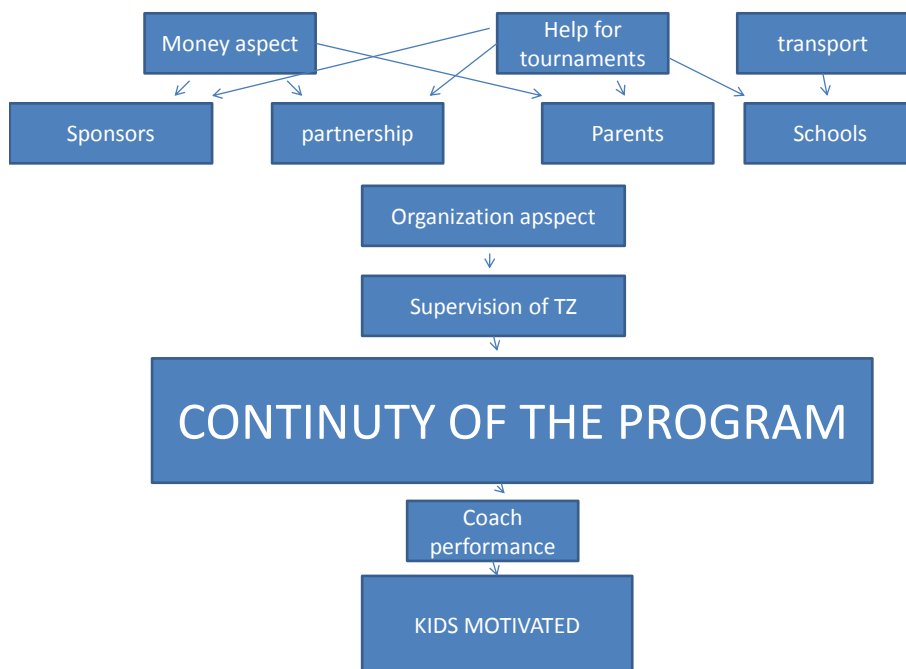 Money aspect
Help for
tournaments
transport
Sponsors
partnership
Parents
Schools
Organization apspect
Supervision of TZ
CONTINUTY OF THE PROGRAM
Coach
performance
KIDS MOTIVATED